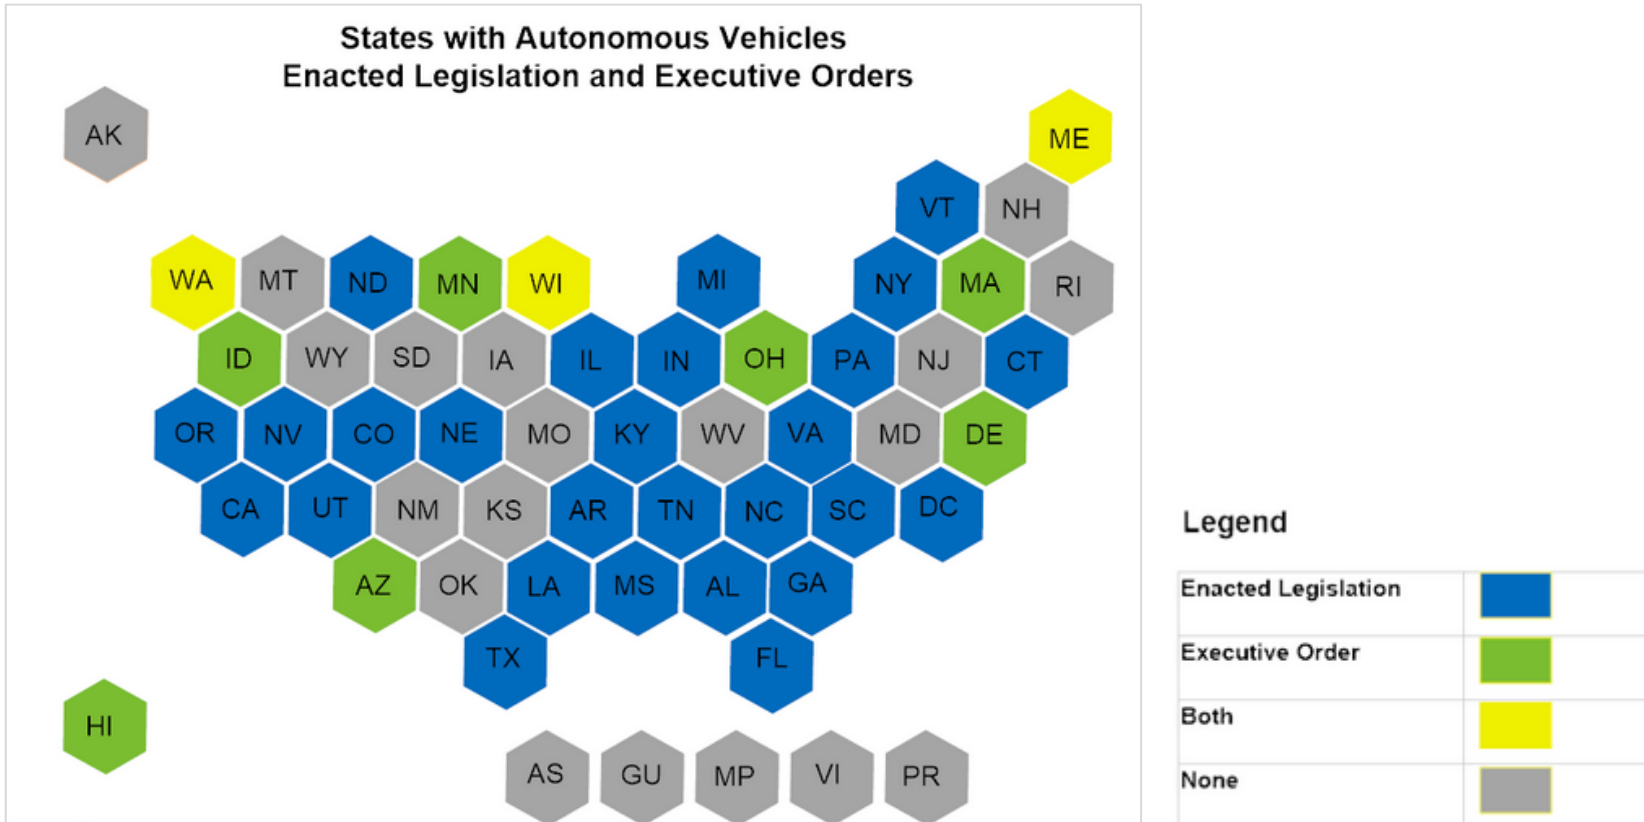 States with Autonomous Vehicles
Enacted Legislation and Executive Orders
AK
ME
VT NH
WA MT ND MN WI MI NY MA RI
ID WY SD IA IL IN OH PA NJ CT
OR NV CO NE MO KY WV VA MD DE
CA UT NM KS AR TN NC SC DC
AZ OK LA MS AL GA
TX FL
HI
AS GU MP VI PR
Legend
Enacted Legislation
Executive Order
Both
None